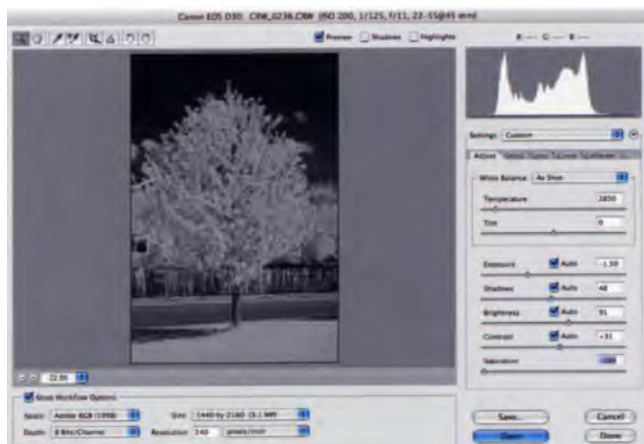 Canon EOS D30: CRW_0236.CRW (ISO 200, 1/125, f/11, 22-55@45 mm)
Preview Shadows Highlights
R: --- G: --- B: ---
Settings: Custom
Adjust
White Balance: As Shot
Temperature 2850
Tint 0
Exposure Auto -1.50
Shadows Auto 48
Brightness Auto 91
Contrast Auto +31
Saturation
Show Workflow Options
Space: Adobe RGB (1998)
Size: 1440 by 2160 (3.1 MP)
Depth: 8 Bits/Channel
Resolution: 240 pixels/inch
Save... Cancel
Open Done